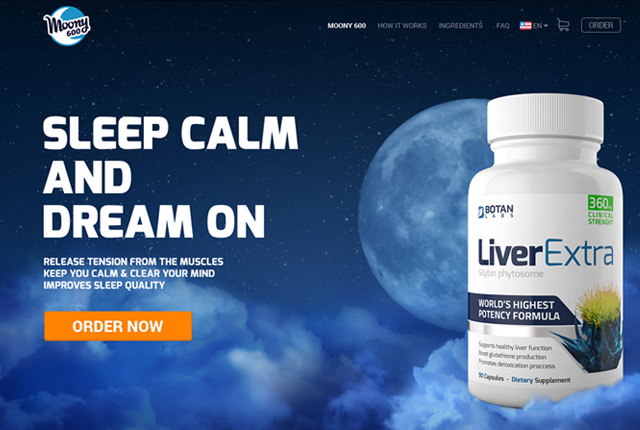 Moony
600
MOONY 600 HOW IT WORKS INGREDIENTS FAQ EN ORDER
SLEEP CALM
AND
DREAM ON
RELEASE TENSION FROM THE MUSCLES
KEEP YOU CALM & CLEAR YOUR MIND
IMPROVES SLEEP QUALITY
ORDER NOW
BOTAN
LABS
360mg
CLINICAL
STRENGHT
LiverExtra
Silybin phytosome
WORLD'S HIGHEST
POTENCY FORMULA
Supports healthy liver function
Boost glutathione production
Promotes detoxication proccess
90 Capsules - Dietary Supplement